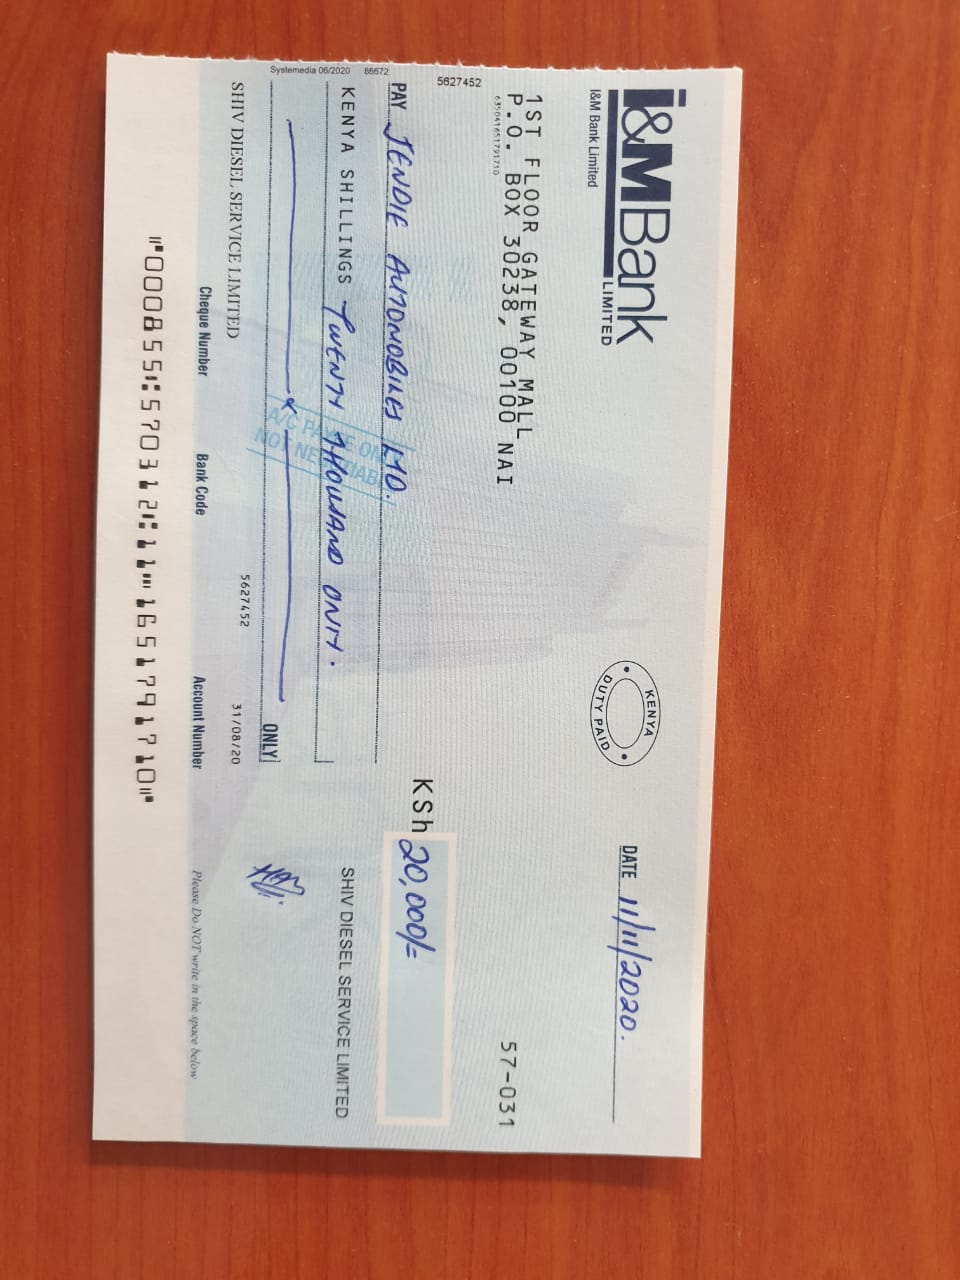 i&M Bank
LIMITED
I&M Bank Limited
KENYA
DUTY PAID
DATE 11/11/2020.
1ST FLOOR GATEWAY MALL
P.O. BOX 30238, 00100 NAI
57-031
635041651791710
5627452
PAY JENDIE AUTOMOBILES LTD.
KSh 20,000/=
KENYA SHILLINGS TWENTY THOUSAND ONLY.
ONLY
A/C PAYEE ONLY
NOT NEGOTIABLE
SHIV DIESEL SERVICE LIMITED
SHIV DIESEL SERVICE LIMITED
5627452
31/08/20
Systemedia 06/2020 86672
Cheque Number
Bank Code
Account Number
Please Do NOT write in the space below
⑈000855⑆570312⑆11⑈1651791710⑈